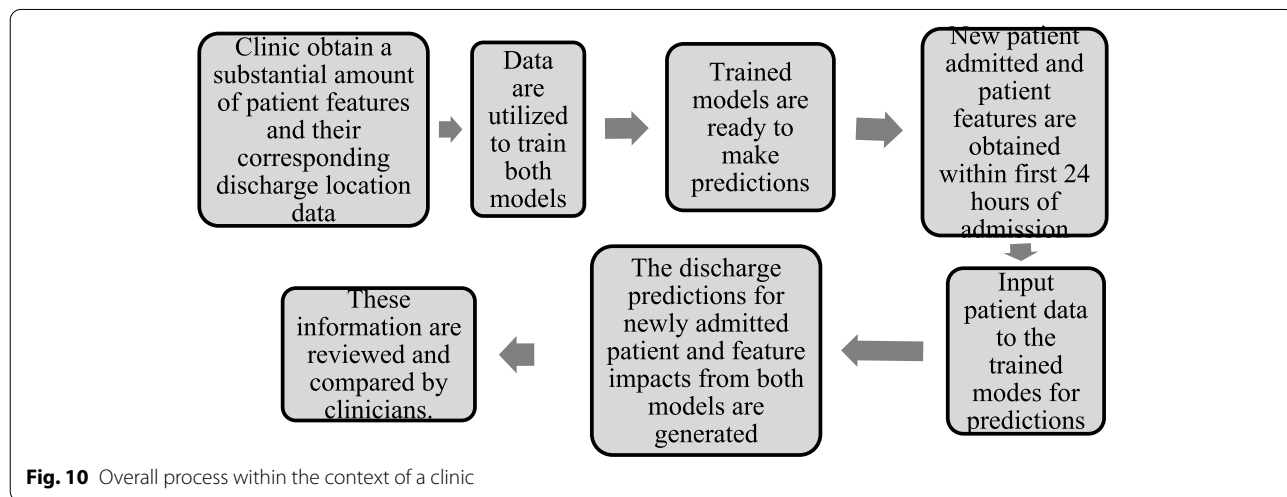 Clinic obtain a
substantial amount
of patient features
and their
corresponding
discharge location
data
Data
are
utilized
to train
both
models
Trained
models are
ready to
make
predictions
New patient
admitted and
patient
features are
obtained
within first 24
hours of
admission
Input
patient data
to the
trained
modes for
predictions
The discharge
predictions for
newly admitted
patient and feature
impacts from both
models are
generated
These
information are
reviewed and
compared by
clinicians.
Fig. 10 Overall process within the context of a clinic